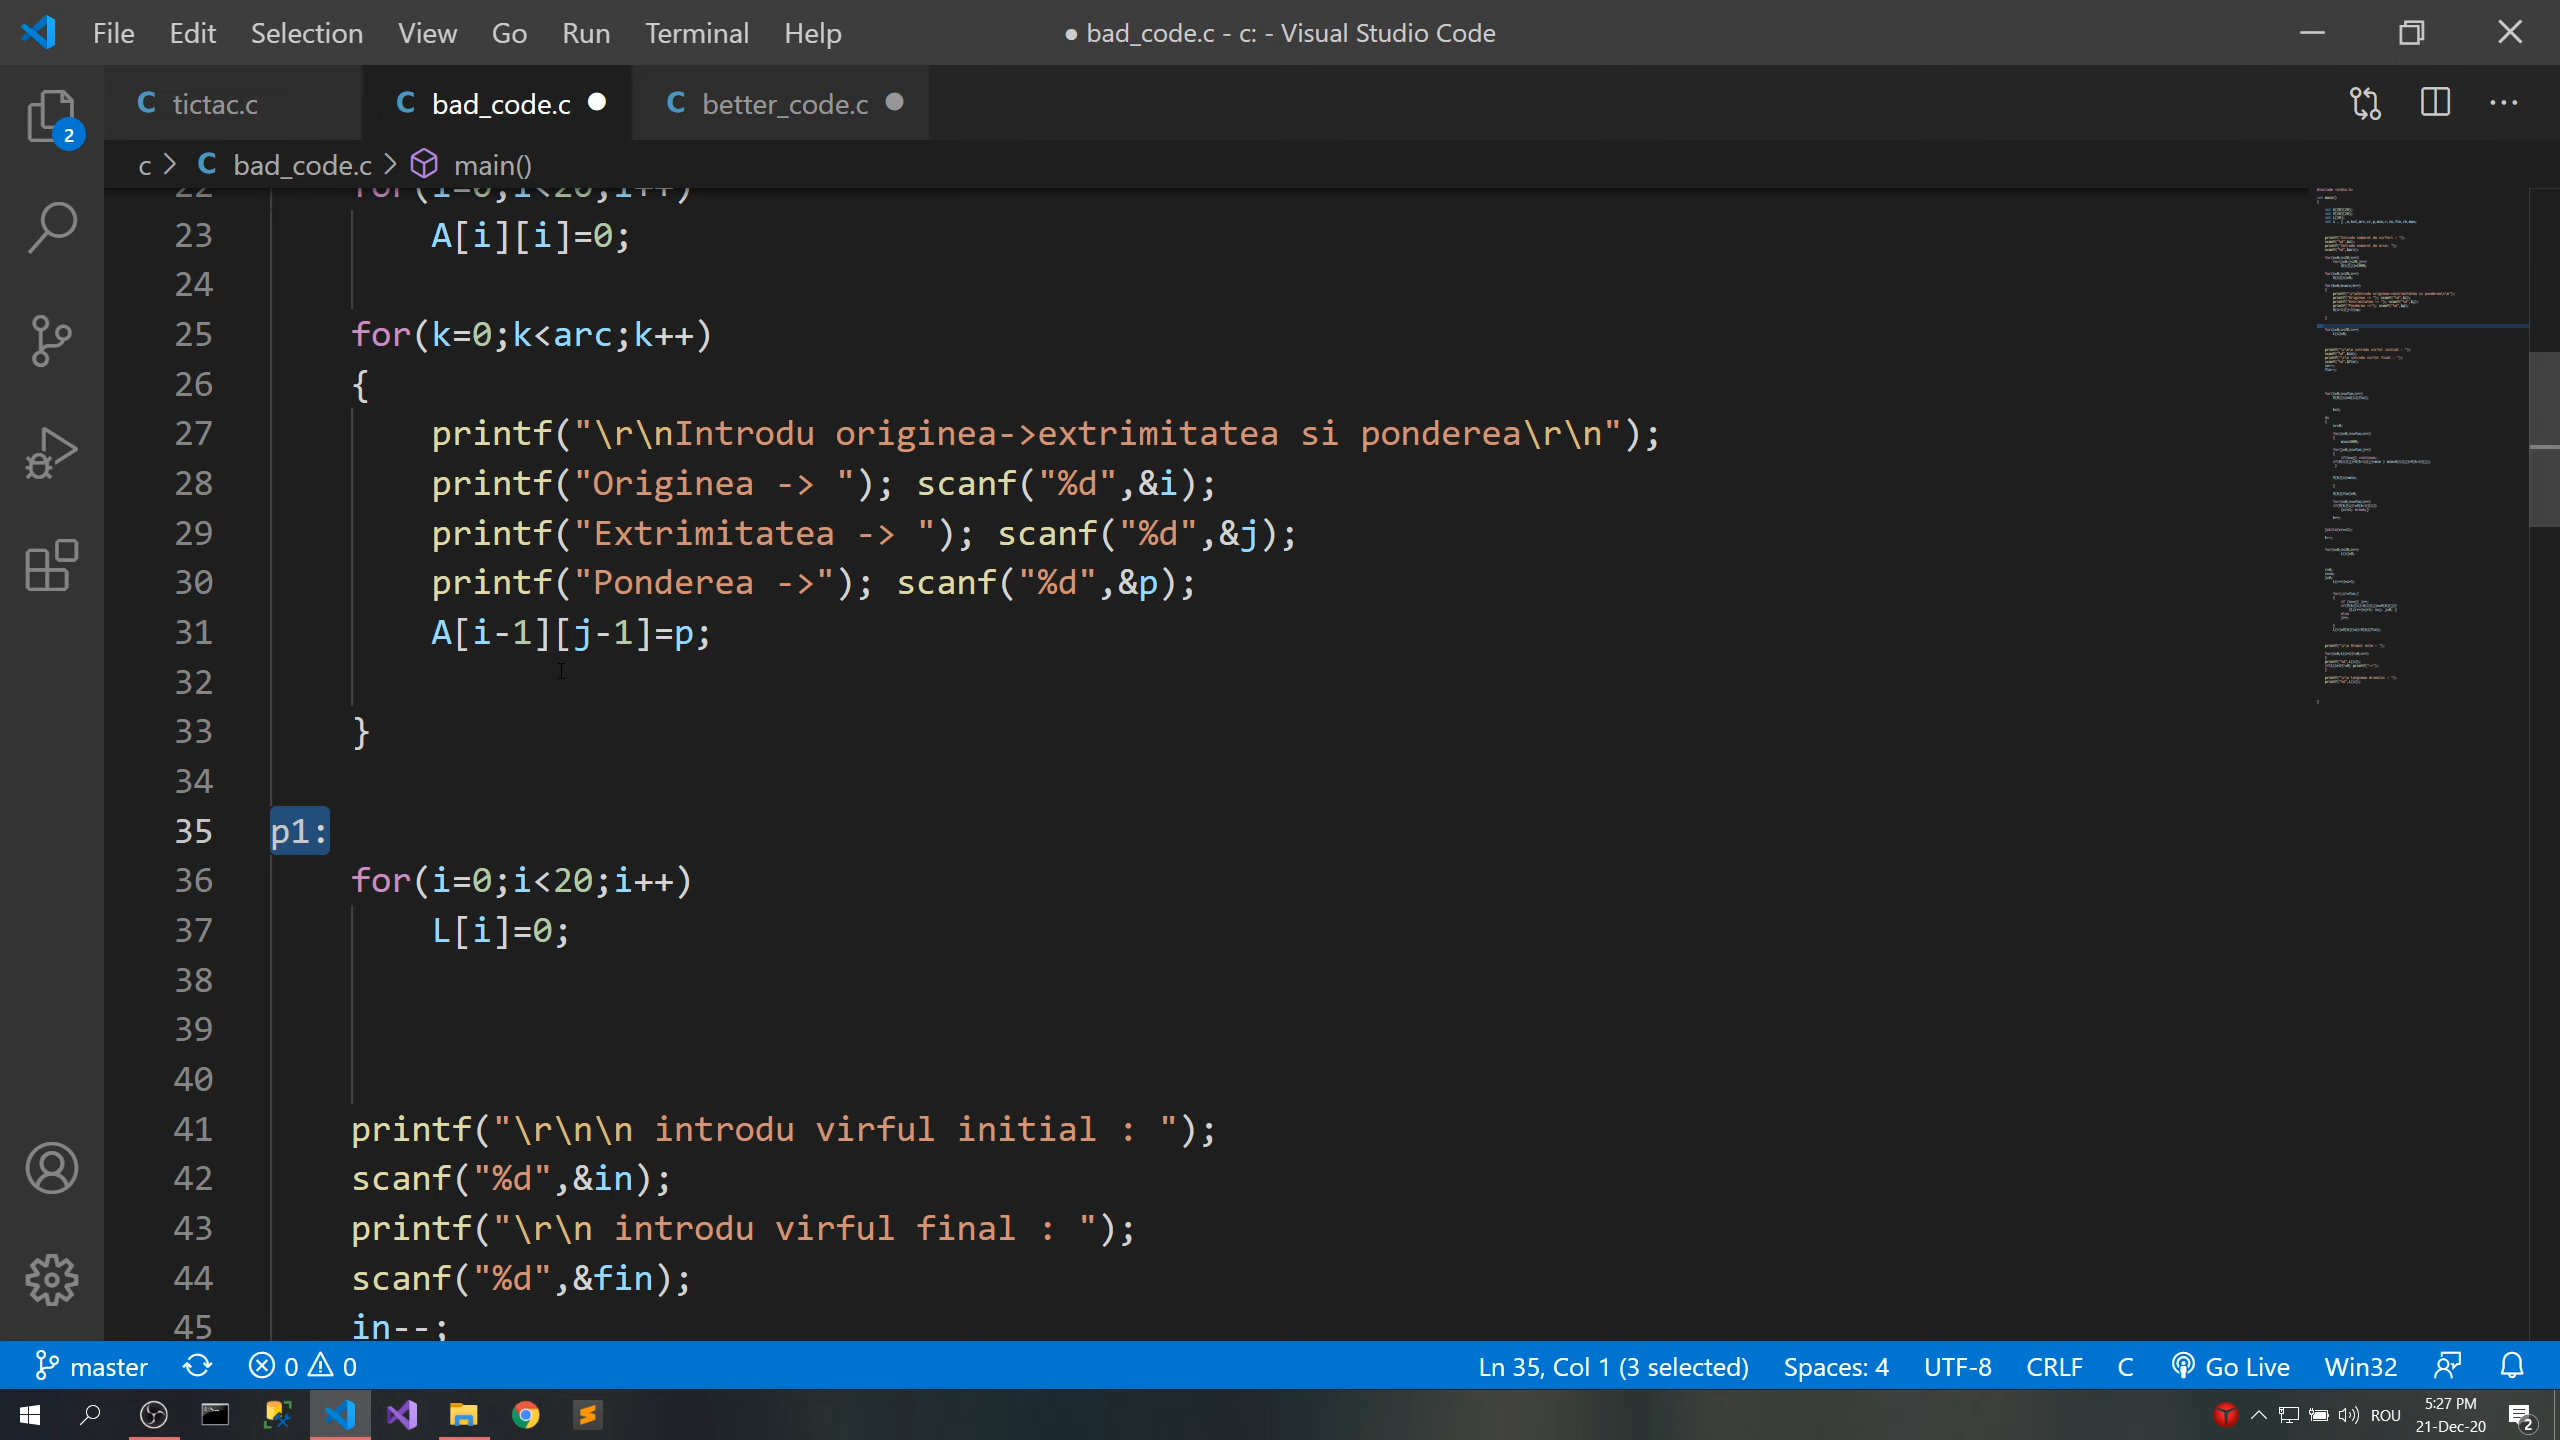 File Edit Selection View Go Run Terminal Help
● bad_code.c - c: - Visual Studio Code
C tictac.c
C bad_code.c ●
C better_code.c ●
c > C bad_code.c > main()
2
22 for(i=0;i<20;i++)
23 A[i][i]=0;
24
25 for(k=0;k<arc;k++)
26 {
27 printf("\r\nIntrodu originea->extrimitatea si ponderea\r\n");
28 printf("Originea -> "); scanf("%d",&i);
29 printf("Extrimitatea -> "); scanf("%d",&j);
30 printf("Ponderea ->"); scanf("%d",&p);
31 A[i-1][j-1]=p;
32
33 }
34
35 p1:
36 for(i=0;i<20;i++)
37 L[i]=0;
38
39
40
41 printf("\r\n\n introdu virful initial : ");
42 scanf("%d",&in);
43 printf("\r\n introdu virful final : ");
44 scanf("%d",&fin);
45 in--;
master 0 0 Ln 35, Col 1 (3 selected) Spaces: 4 UTF-8 CRLF C Go Live Win32
ROU 5:27 PM
21-Dec-20
2